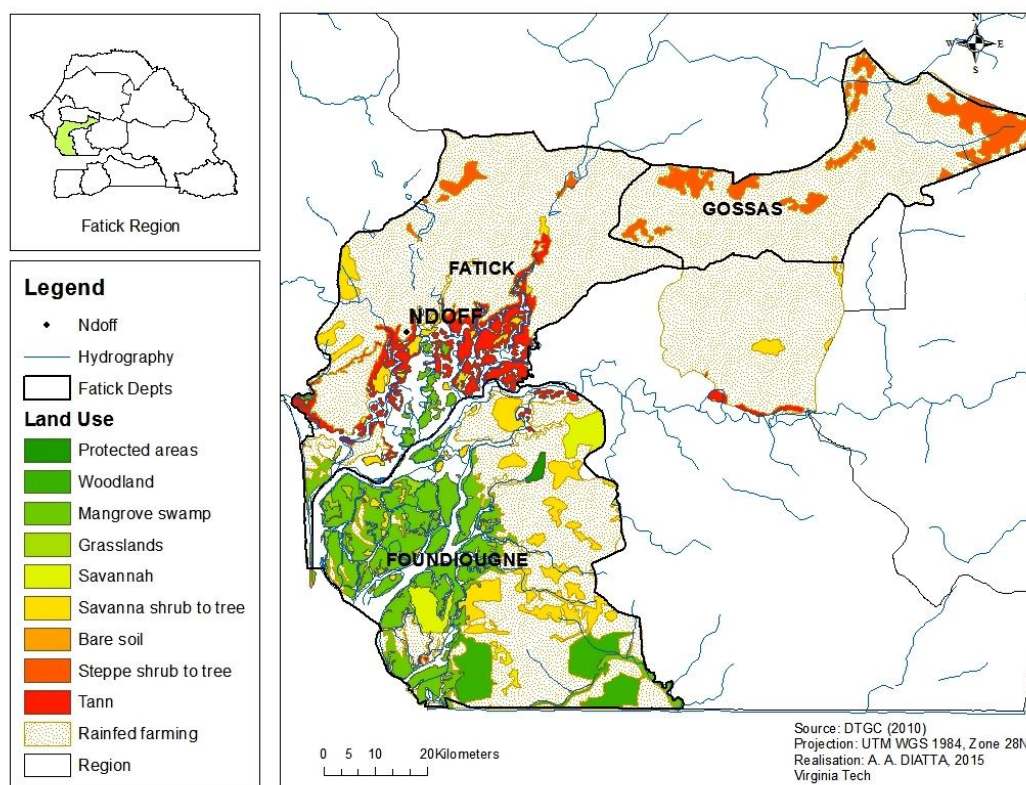 Fatick Region
Legend
Ndoff
Hydrography
Fatick Depts
Land Use
Protected areas
Woodland
Mangrove swamp
Grasslands
Savannah
Savanna shrub to tree
Bare soil
Steppe shrub to tree
Tann
Rainfed farming
Region
N
W
E
S
GOSSAS
FATICK
NDOFF
FOUNDIOUGNE
0 5 10 20 Kilometers
Source: DTGC (2010)
Projection: UTM WGS 1984, Zone 28N
Realisation: A. A. DIATTA, 2015
Virginia Tech